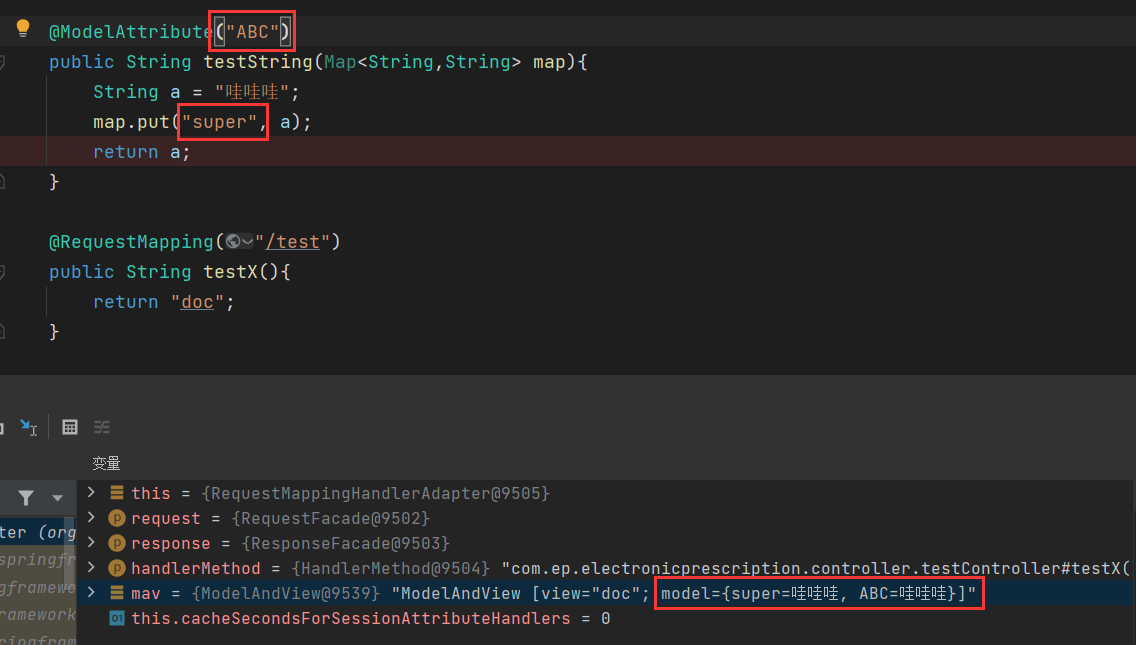 @ModelAttribute("ABC")
public String testString(Map<String,String> map){
String a = "哇哇哇";
map.put("super", a);
return a;
}
@RequestMapping("/test")
public String testX(){
return "doc";
}
变量
this = {RequestMappingHandlerAdapter@9505}
request = {RequestFacade@9502}
ter (org
response = {ResponseFacade@9503}
springfr
handlerMethod = {HandlerMethod@9504} "com.ep.electronicprescription.controller.testController#testX(
gframewo
mav = {ModelAndView@9539} "ModelAndView [view="doc"; model={super=哇哇哇, ABC=哇哇哇}]"
ramework
this.cacheSecondsForSessionAttributeHandlers = 0
ringfram